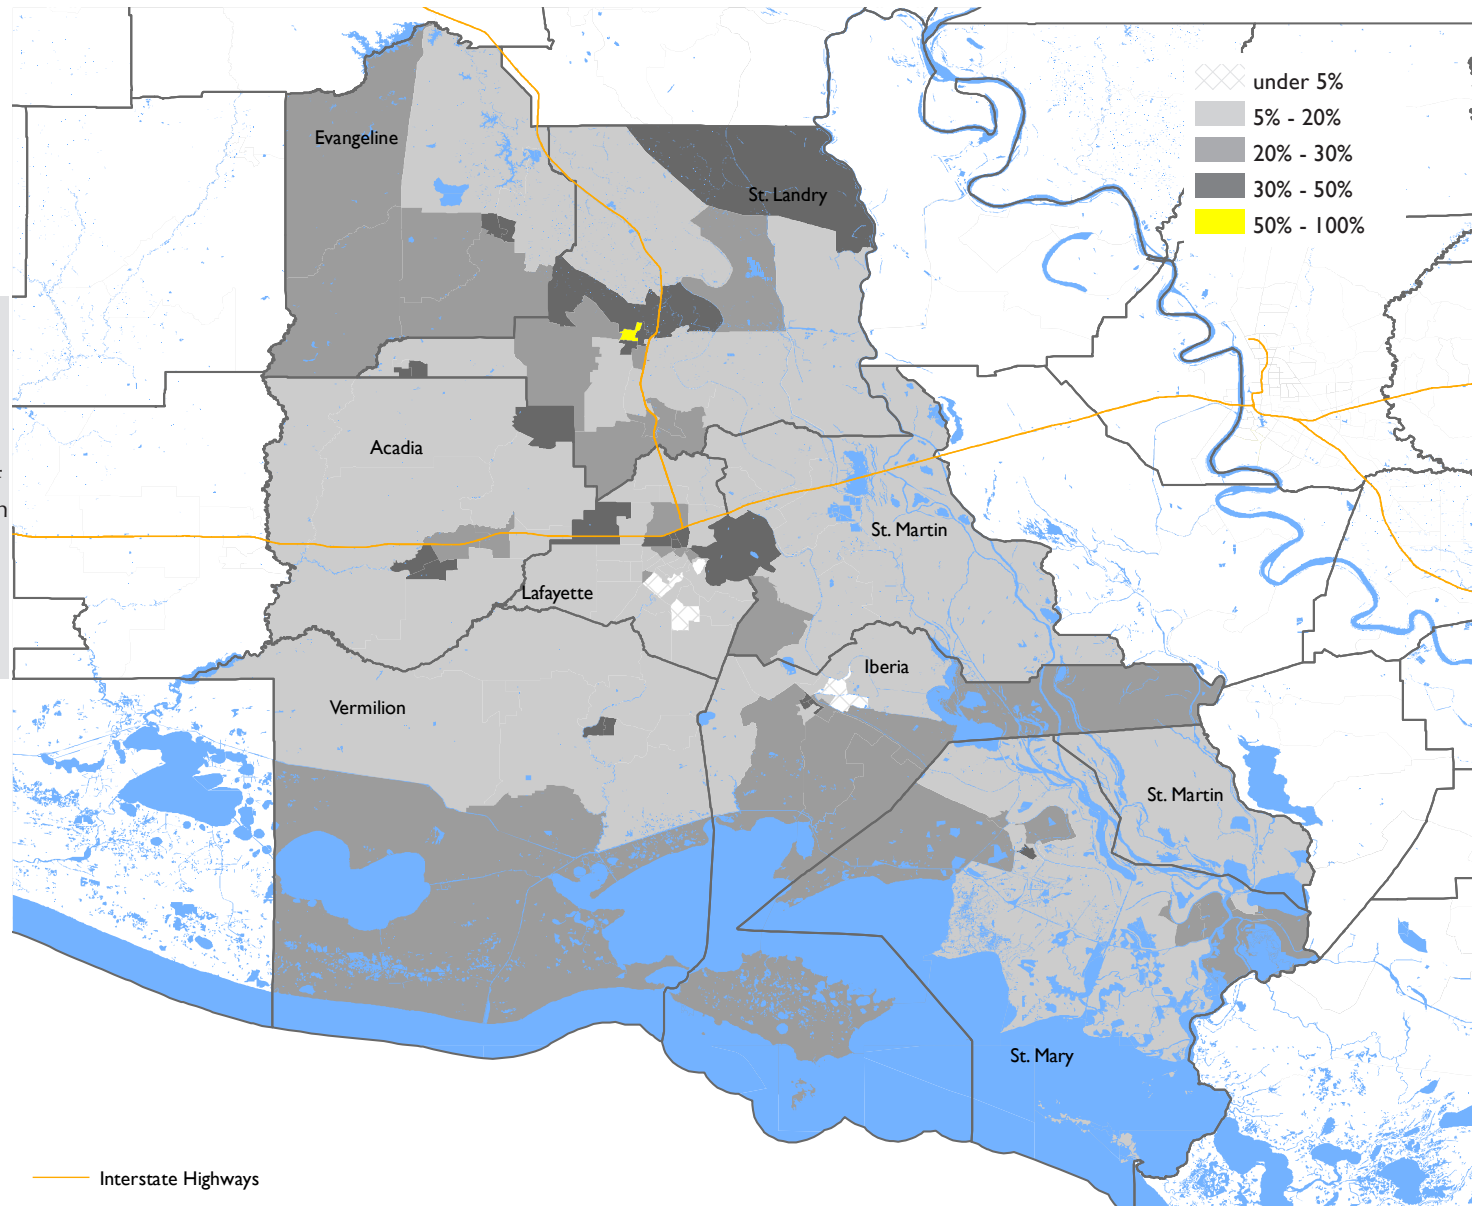 under 5%
5% - 20%
Evangeline
20% - 30%
St. Landry
30% - 50%
50% - 100%
Acadia
n
St. Martin
Lafayette
Iberia
Vermilion
St. Martin
St. Mary
Interstate Highways